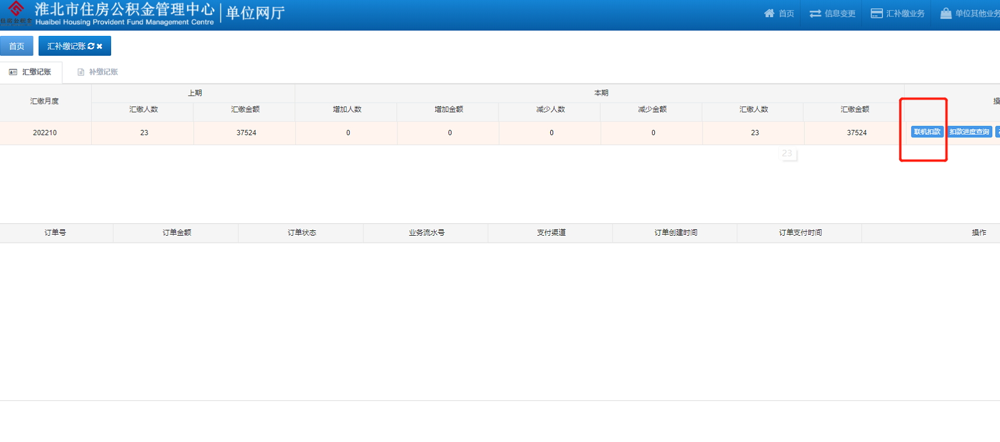 淮北市住房公积金管理中心
Huaibei Housing Provident Fund Management Centre
单位网厅
住房公积金
首页
信息变更
汇补缴业务
单位其他业务
首页
汇补缴记账
汇缴记账
补缴记账
汇缴月度
上期
本期
操
汇缴人数
汇缴金额
增加人数
增加金额
减少人数
减少金额
汇缴人数
汇缴金额
202210
23
37524
0
0
0
0
23
37524
联机扣款
扣款进度查询
23
订单号
订单金额
订单状态
业务流水号
支付渠道
订单创建时间
订单支付时间
操作